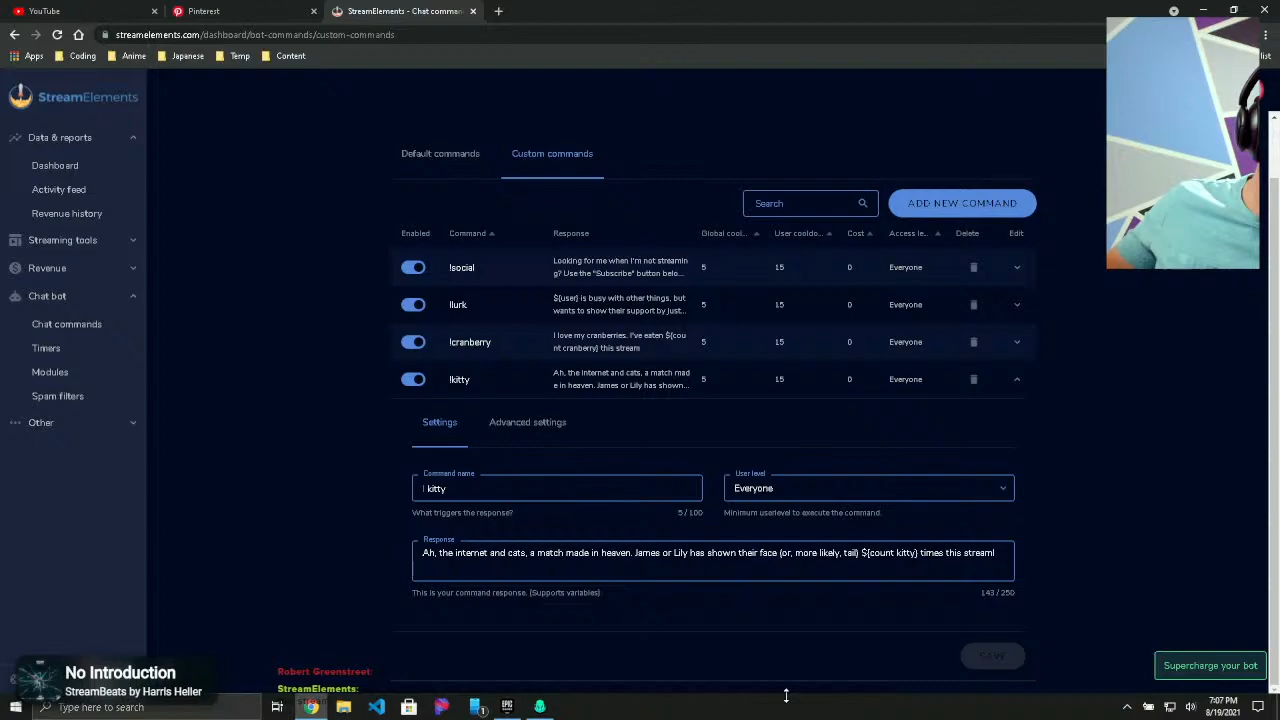 YouTube
Pinterest
StreamElements - Chat comman
streamelements.com/dashboard/bot-commands/custom-commands
Apps
Coding
Anime
Japanese
Temp
Content
list
StreamElements
Data & reports
Dashboard
Activity feed
Revenue history
Streaming tools
Revenue
Chat bot
Chat commands
Timers
Modules
Spam filters
Other
Default commands
Custom commands
Search
ADD NEW COMMAND
Enabled
Command
Response
Global cool...
User cooldo...
Cost
Access le...
Delete
Edit
!social
Looking for me when I'm not streamin
g? Use the "Subscribe" button belo...
5
15
0
Everyone
!lurk
${user} is busy with other things, but
wants to show their support by just...
5
15
0
Everyone
!cranberry
I love my cranberries. I've eaten ${cou
nt cranberry} this stream
5
15
0
Everyone
!kitty
Ah, the internet and cats, a match mad
e in heaven. James or Lily has shown...
5
15
0
Everyone
Settings
Advanced settings
Command name
! kitty
What triggers the response?
5 / 100
User level
Everyone
Minimum userlevel to execute the command.
Response
Ah, the internet and cats, a match made in heaven. James or Lily has shown their face (or, more likely, tail) ${count kitty} times this stream!
This is your command response. (Supports variables)
143 / 250
SAVE
Supercharge your bot
No Introduction
StreamBeats by Harris Heller
Robert Greenstreet:
StreamElements:
Type here to search
1
EPIC
7:07 PM
8/19/2021